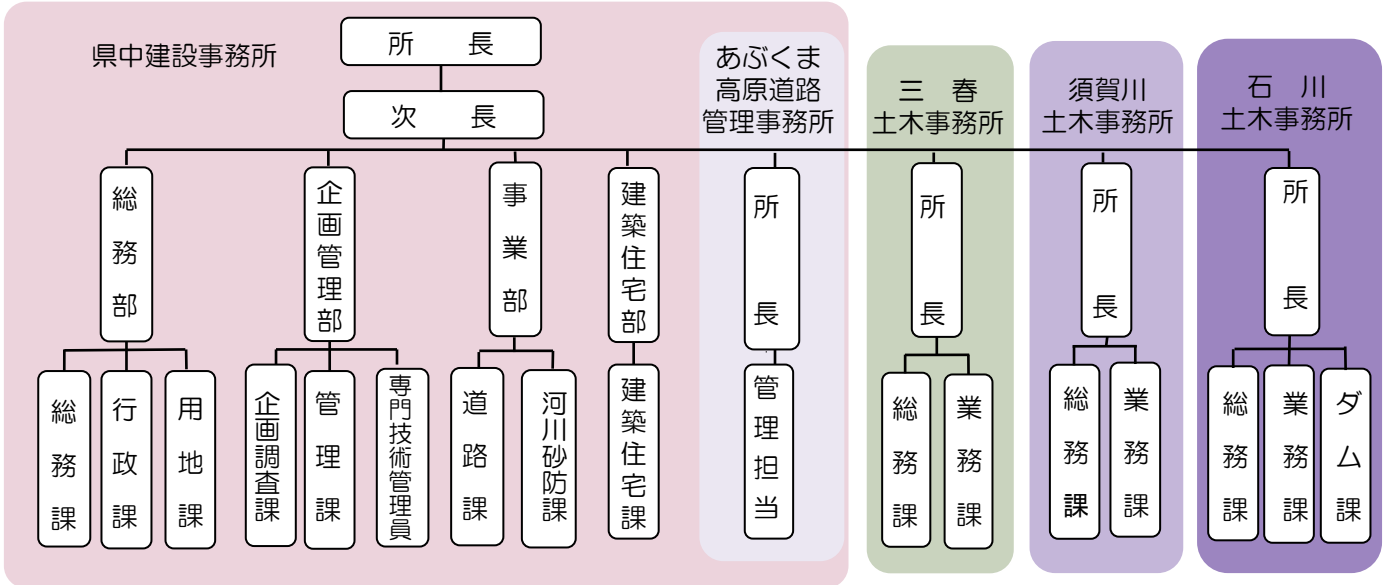 県中建設事務所
所　長
次　長
あぶくま
高原道路
管理事務所
三　春
土木事務所
須賀川
土木事務所
石　川
土木事務所
総務部
企画管理部
事業部
建築住宅部
所長
所長
所長
所長
総務課
行政課
用地課
企画調査課
管理課
専門技術管理員
道路課
河川砂防課
建築住宅課
管理担当
総務課
業務課
総務課
業務課
総務課
業務課
ダム課